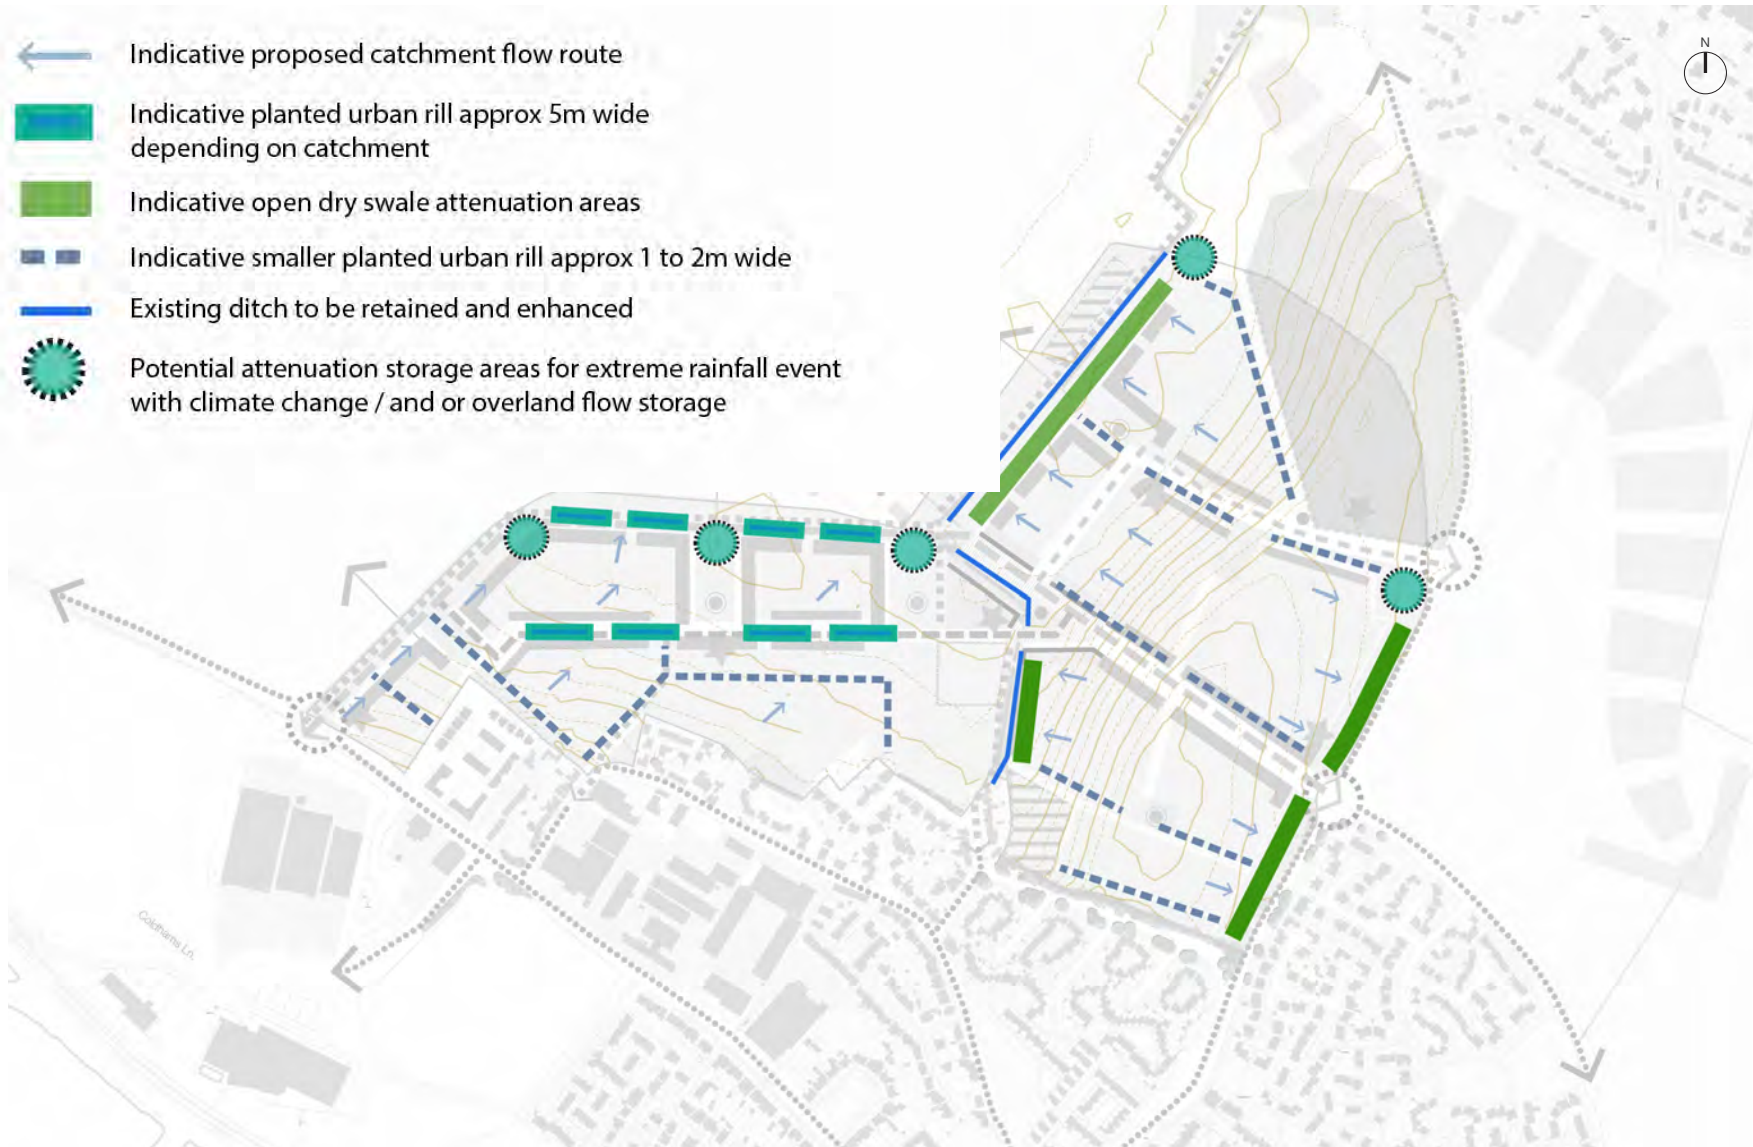 Indicative proposed catchment flow route
Indicative planted urban rill approx 5m wide
depending on catchment
Indicative open dry swale attenuation areas
Indicative smaller planted urban rill approx 1 to 2m wide
Existing ditch to be retained and enhanced
Potential attenuation storage areas for extreme rainfall event
with climate change / and or overland flow storage
N
Coldhams Ln.